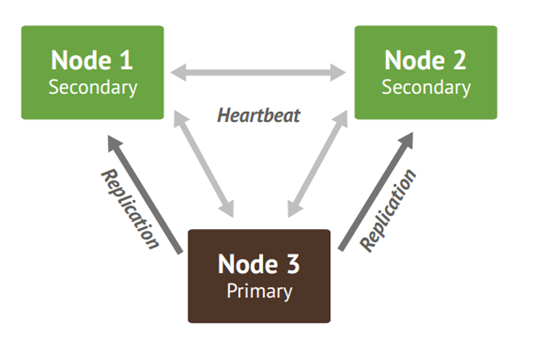 Node 1
Secondary
Node 2
Secondary
Heartbeat
Replication
Replication
Node 3
Primary